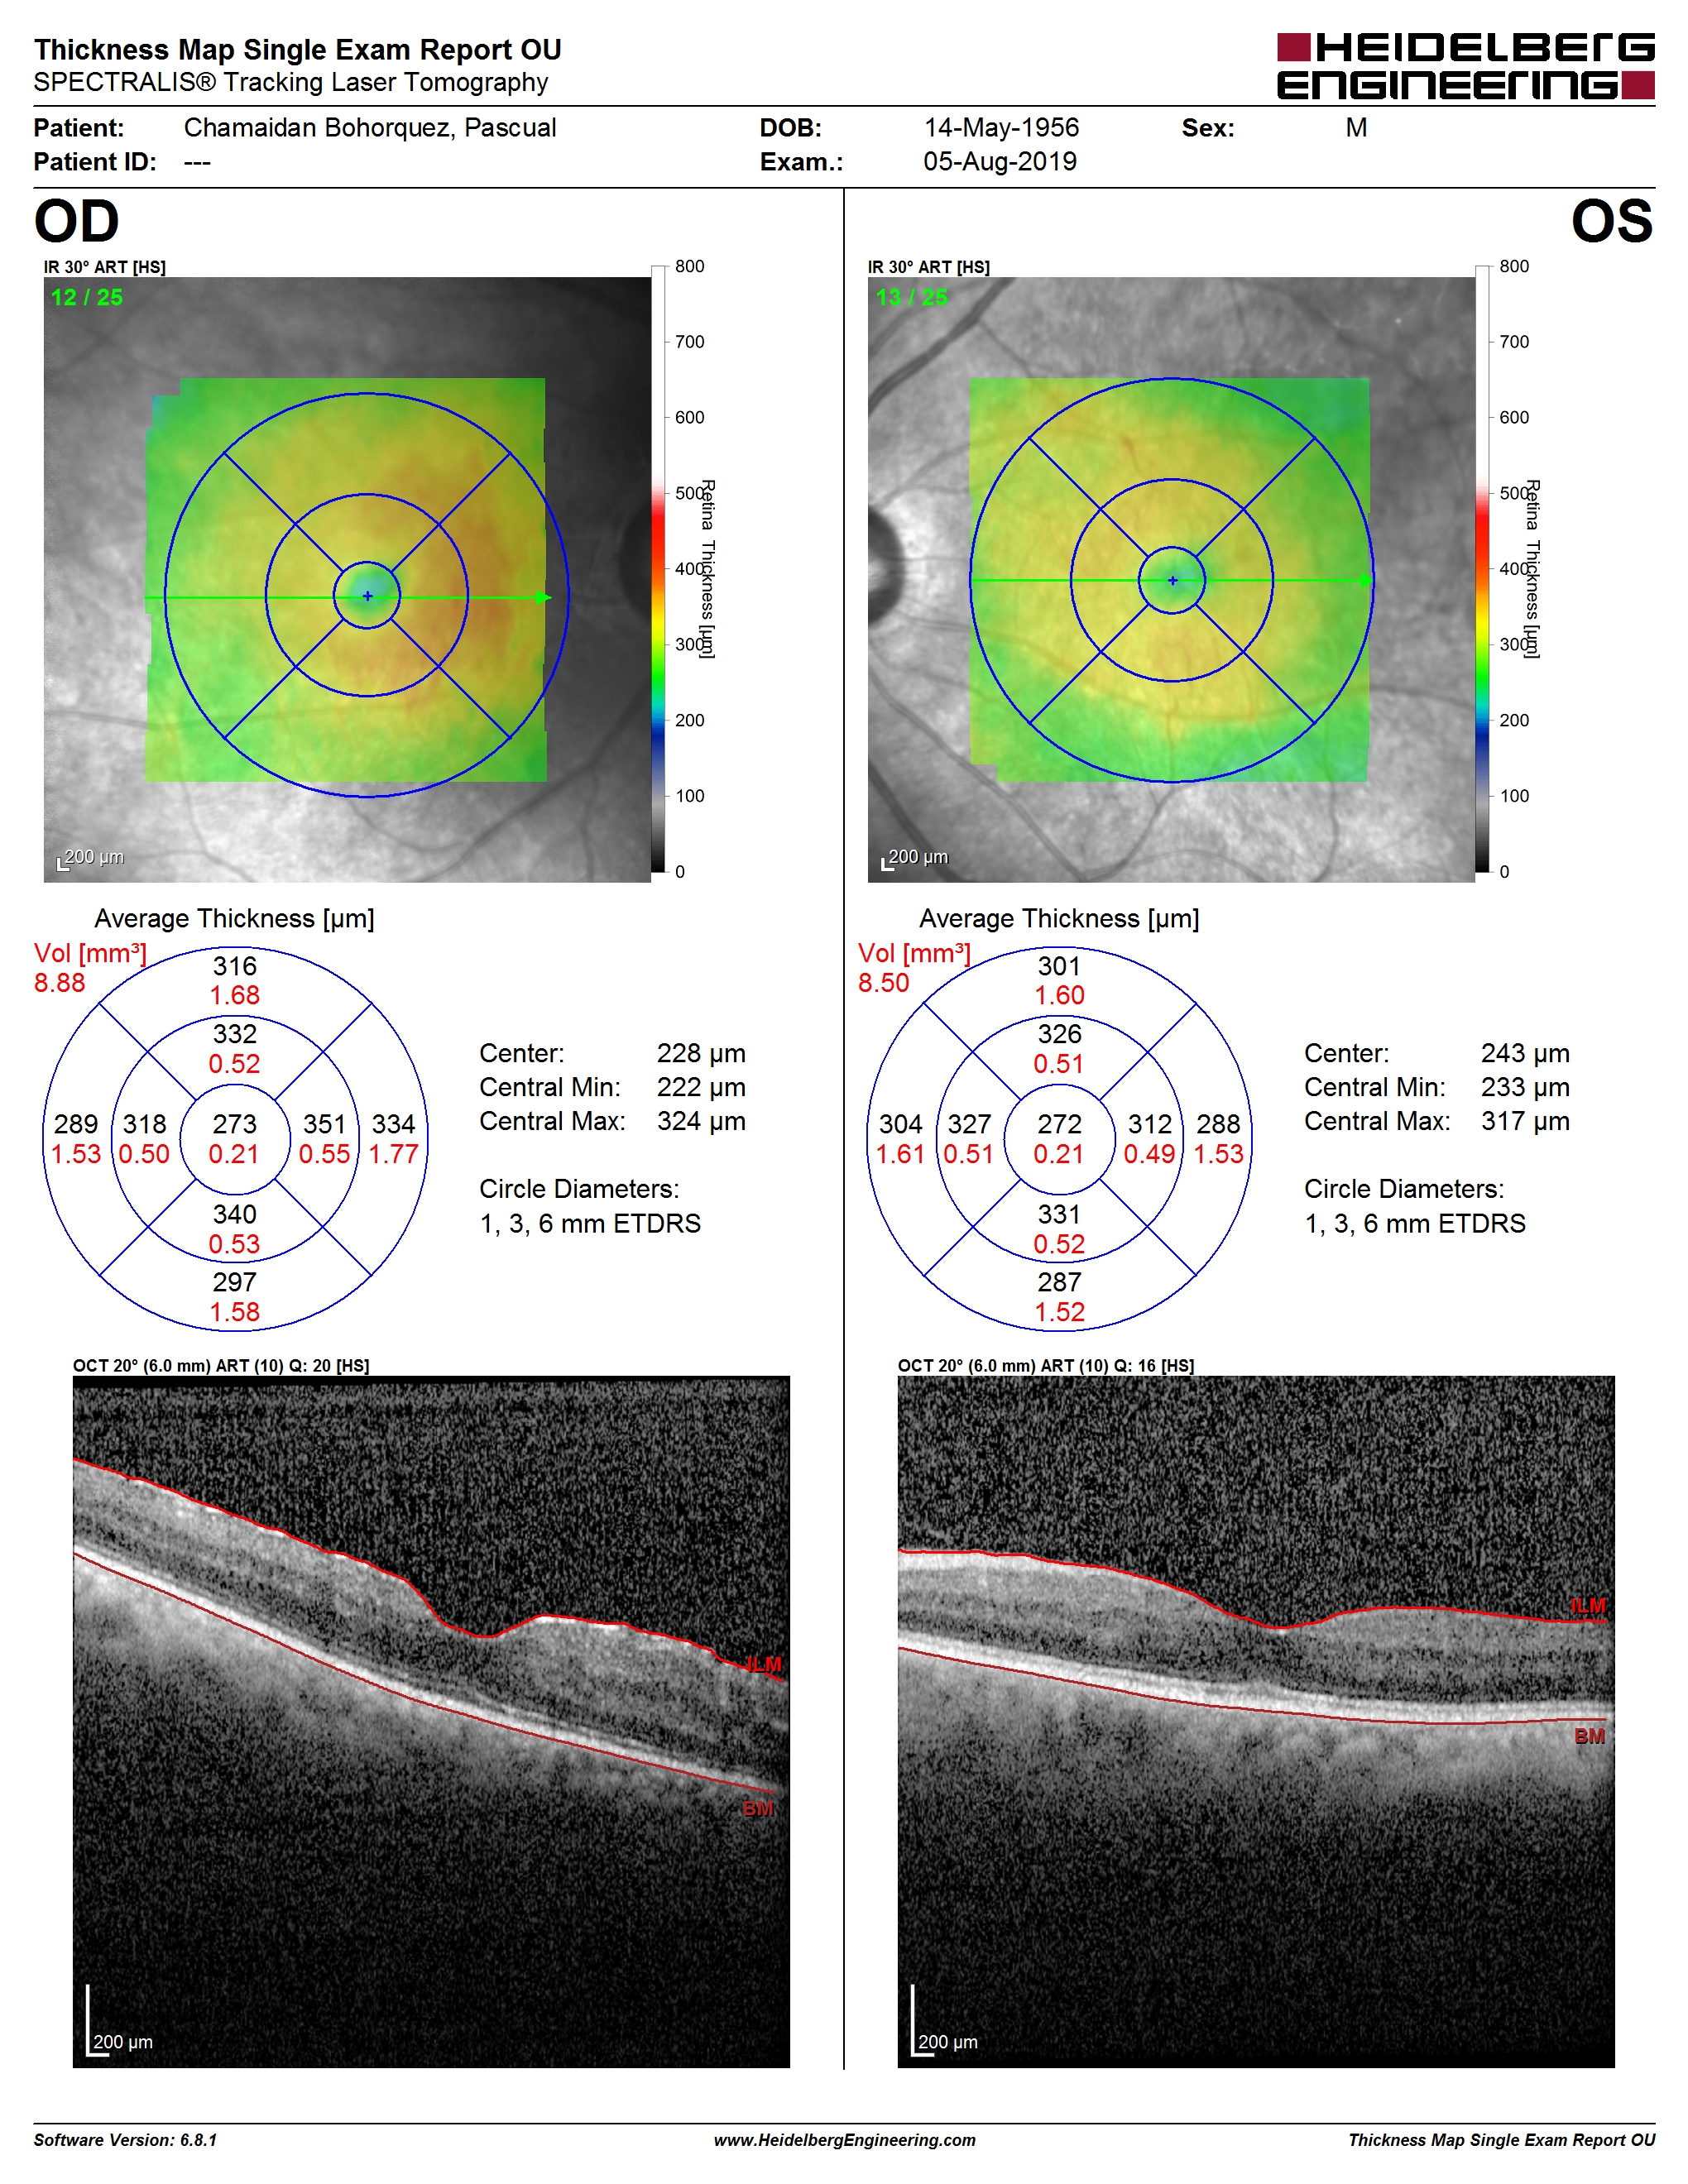 Thickness Map Single Exam Report OU
SPECTRALIS® Tracking Laser Tomography
HEIDELBERG
ENGINEERING
Patient: Chamaidan Bohorquez, Pascual DOB: 14-May-1956 Sex: M
Patient ID: --- Exam.: 05-Aug-2019
OD
IR 30° ART [HS]
12 / 25
200 µm
800
700
600
500
400
300
200
100
0
Retina Thickness [µm]
Average Thickness [µm]
Vol [mm³]
8.88
316
1.68
332
0.52
289 318 273 351 334
1.53 0.50 0.21 0.55 1.77
340
0.53
297
1.58
Center: 228 µm
Central Min: 222 µm
Central Max: 324 µm
Circle Diameters:
1, 3, 6 mm ETDRS
OCT 20° (6.0 mm) ART (10) Q: 20 [HS]
ILM
BM
200 µm
OS
IR 30° ART [HS]
13 / 25
200 µm
800
700
600
500
400
300
200
100
0
Retina Thickness [µm]
Average Thickness [µm]
Vol [mm³]
8.50
301
1.60
326
0.51
304 327 272 312 288
1.61 0.51 0.21 0.49 1.53
331
0.52
287
1.52
Center: 243 µm
Central Min: 233 µm
Central Max: 317 µm
Circle Diameters:
1, 3, 6 mm ETDRS
OCT 20° (6.0 mm) ART (10) Q: 16 [HS]
ILM
BM
200 µm
Software Version: 6.8.1 www.HeidelbergEngineering.com Thickness Map Single Exam Report OU